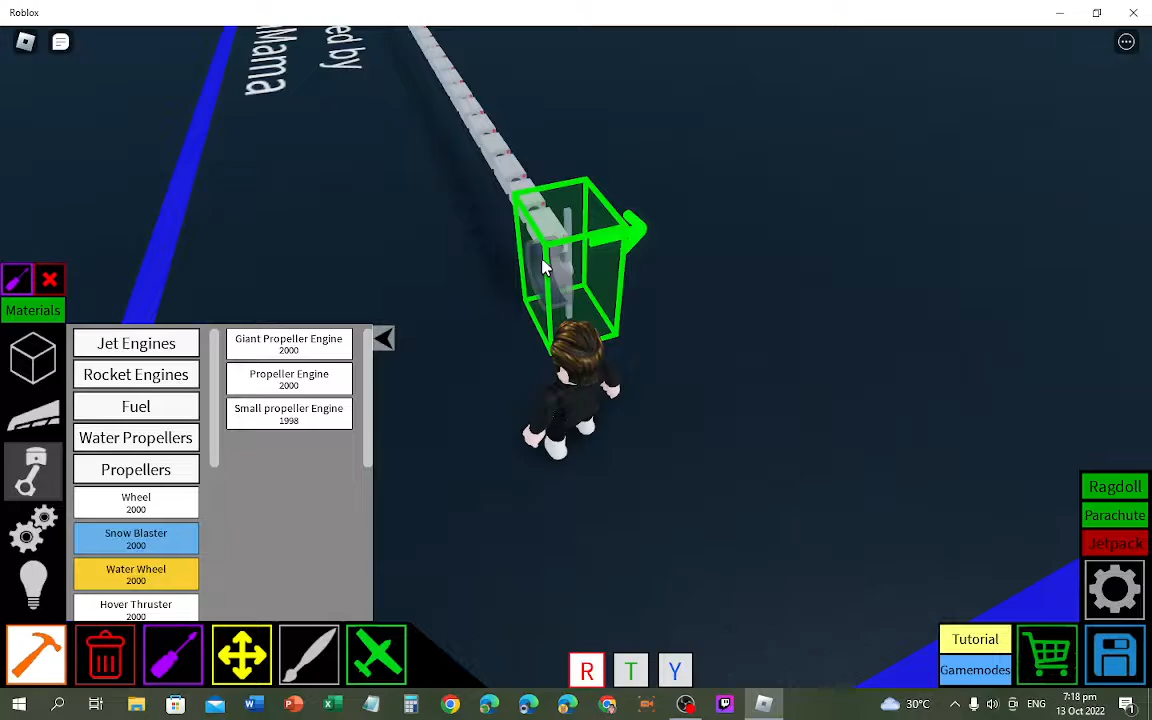 Roblox
ed by
Mama
Materials
Jet Engines
Rocket Engines
Fuel
Water Propellers
Propellers
Wheel
2000
Snow Blaster
2000
Water Wheel
2000
Hover Thruster
2000
Giant Propeller Engine
2000
Propeller Engine
2000
Small propeller Engine
1998
R
T
Y
Ragdoll
Parachute
Jetpack
Tutorial
Gamemodes
30°C
ENG
7:18 pm
13 Oct 2022
1